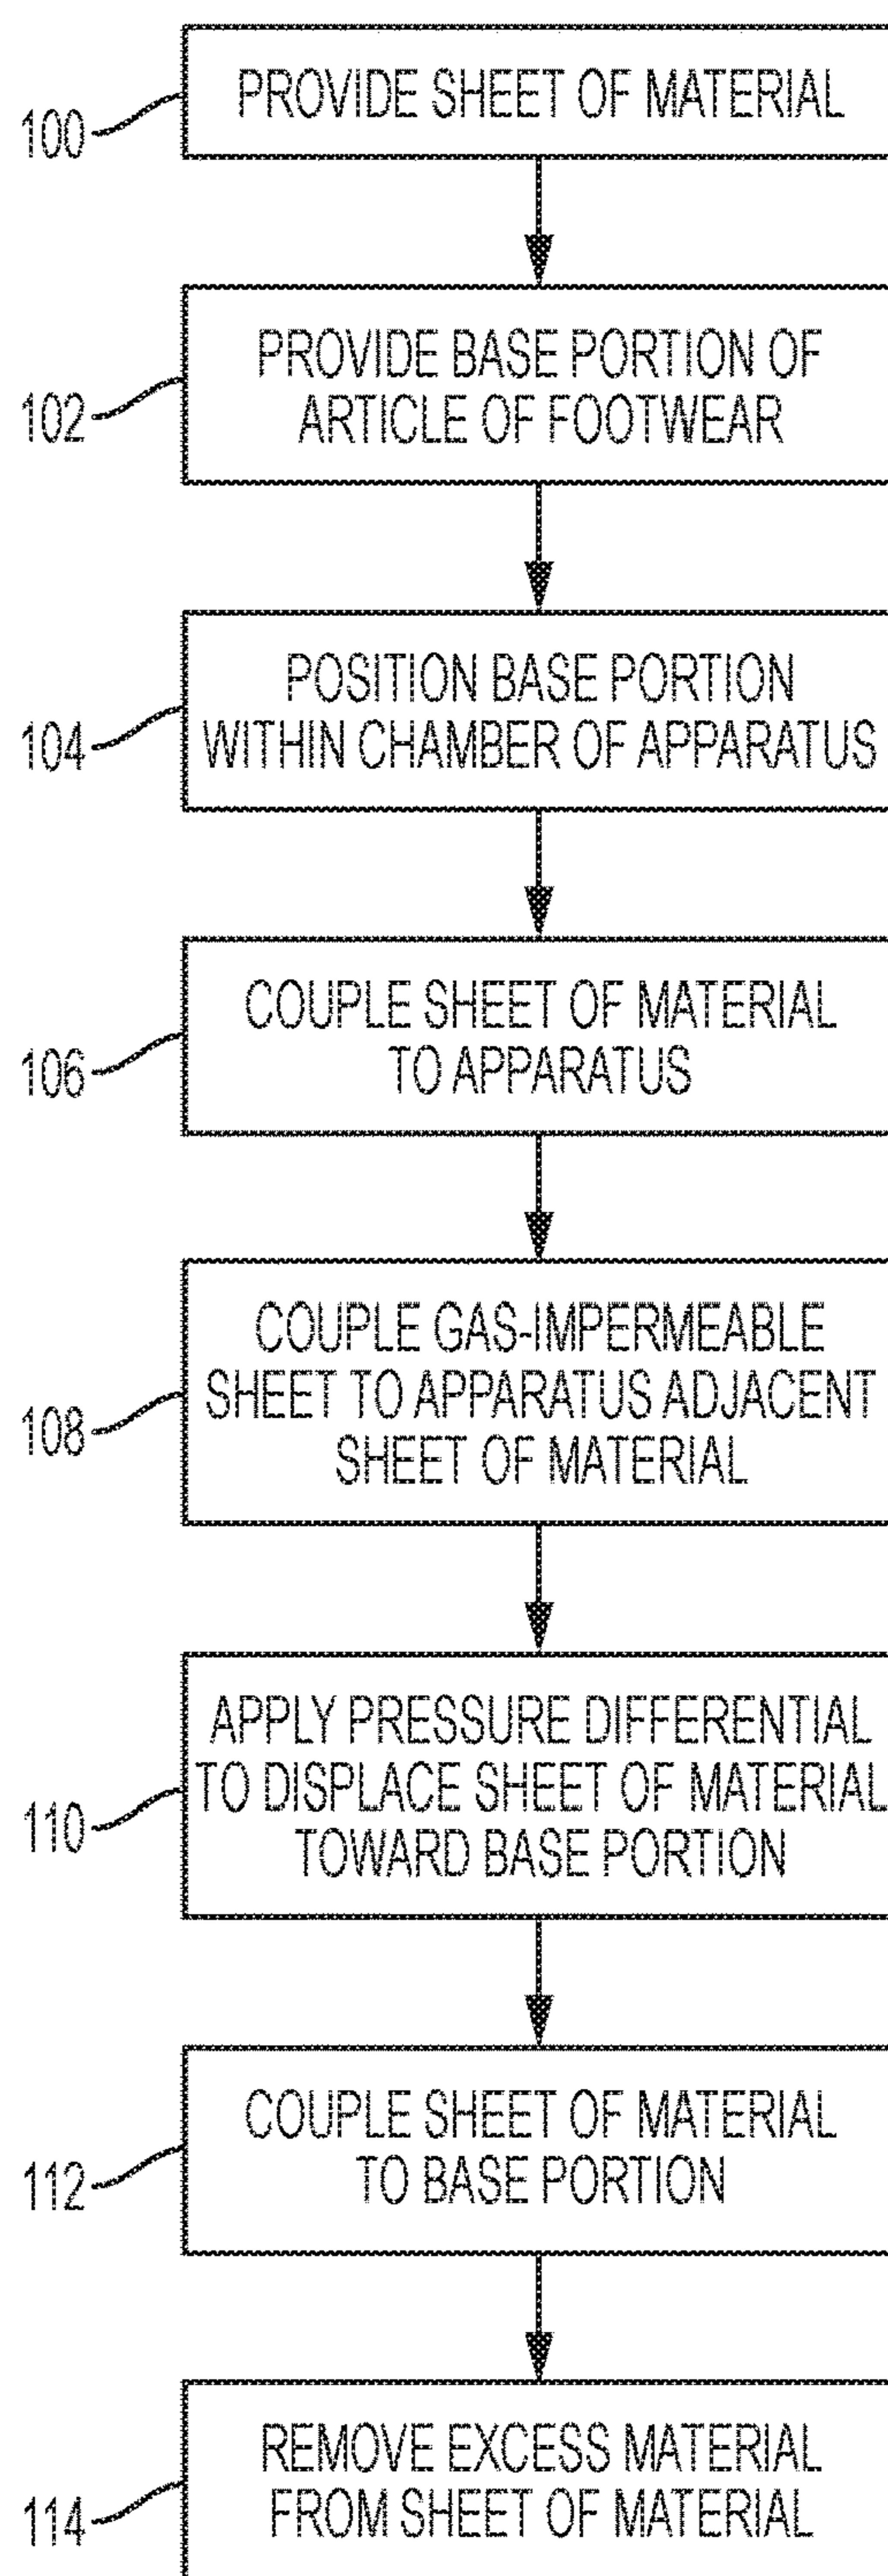 PROVIDE SHEET OF MATERIAL
100
PROVIDE BASE PORTION OF
ARTICLE OF FOOTWEAR
102
POSITION BASE PORTION
WITHIN CHAMBER OF APPARATUS
104
COUPLE SHEET OF MATERIAL
TO APPARATUS
106
COUPLE GAS-IMPERMEABLE
SHEET TO APPARATUS ADJACENT
SHEET OF MATERIAL
108
APPLY PRESSURE DIFFERENTIAL
TO DISPLACE SHEET OF MATERIAL
TOWARD BASE PORTION
110
COUPLE SHEET OF MATERIAL
TO BASE PORTION
112
REMOVE EXCESS MATERIAL
FROM SHEET OF MATERIAL
114